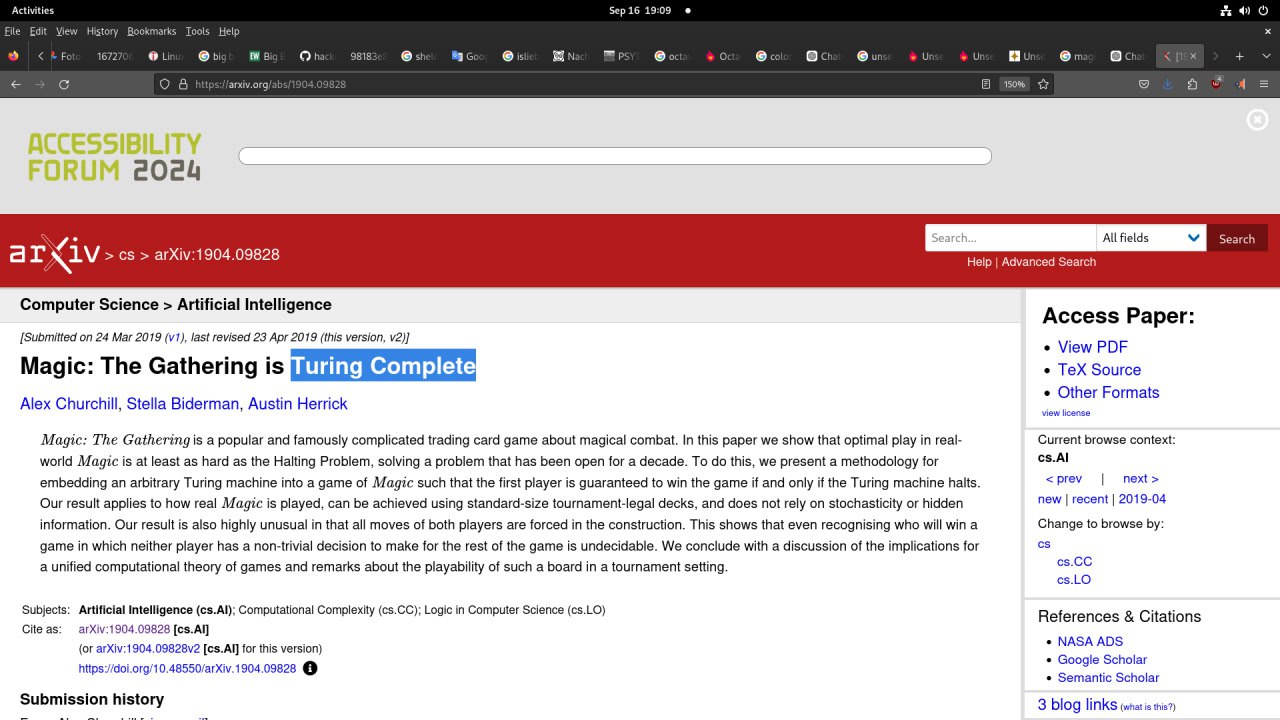 Activities
Sep 16 19:09
File Edit View History Bookmarks Tools Help
Foto 1672706 Linu big b Big B hack 98183e8 shel Goo islieb Nach PSYT octa Octa colo Chat unse Unse Unse Unse mag Chat [19
https://arxiv.org/abs/1904.09828
150%
4
ACCESSIBILITY
FORUM 2024
arXiv > cs > arXiv:1904.09828
Search...
All fields
Search
Help | Advanced Search
Computer Science > Artificial Intelligence
[Submitted on 24 Mar 2019 (v1), last revised 23 Apr 2019 (this version, v2)]
Magic: The Gathering is Turing Complete
Alex Churchill, Stella Biderman, Austin Herrick
Magic: The Gathering is a popular and famously complicated trading card game about magical combat. In this paper we show that optimal play in real-
world Magic is at least as hard as the Halting Problem, solving a problem that has been open for a decade. To do this, we present a methodology for
embedding an arbitrary Turing machine into a game of Magic such that the first player is guaranteed to win the game if and only if the Turing machine halts.
Our result applies to how real Magic is played, can be achieved using standard-size tournament-legal decks, and does not rely on stochasticity or hidden
information. Our result is also highly unusual in that all moves of both players are forced in the construction. This shows that even recognising who will win a
game in which neither player has a non-trivial decision to make for the rest of the game is undecidable. We conclude with a discussion of the implications for
a unified computational theory of games and remarks about the playability of such a board in a tournament setting.
Subjects: Artificial Intelligence (cs.AI); Computational Complexity (cs.CC); Logic in Computer Science (cs.LO)
Cite as: arXiv:1904.09828 [cs.AI]
(or arXiv:1904.09828v2 [cs.AI] for this version)
https://doi.org/10.48550/arXiv.1904.09828
Submission history
Access Paper:
View PDF
TeX Source
Other Formats
view license
Current browse context:
cs.AI
< prev | next >
new | recent | 2019-04
Change to browse by:
cs
cs.CC
cs.LO
References & Citations
NASA ADS
Google Scholar
Semantic Scholar
3 blog links (what is this?)